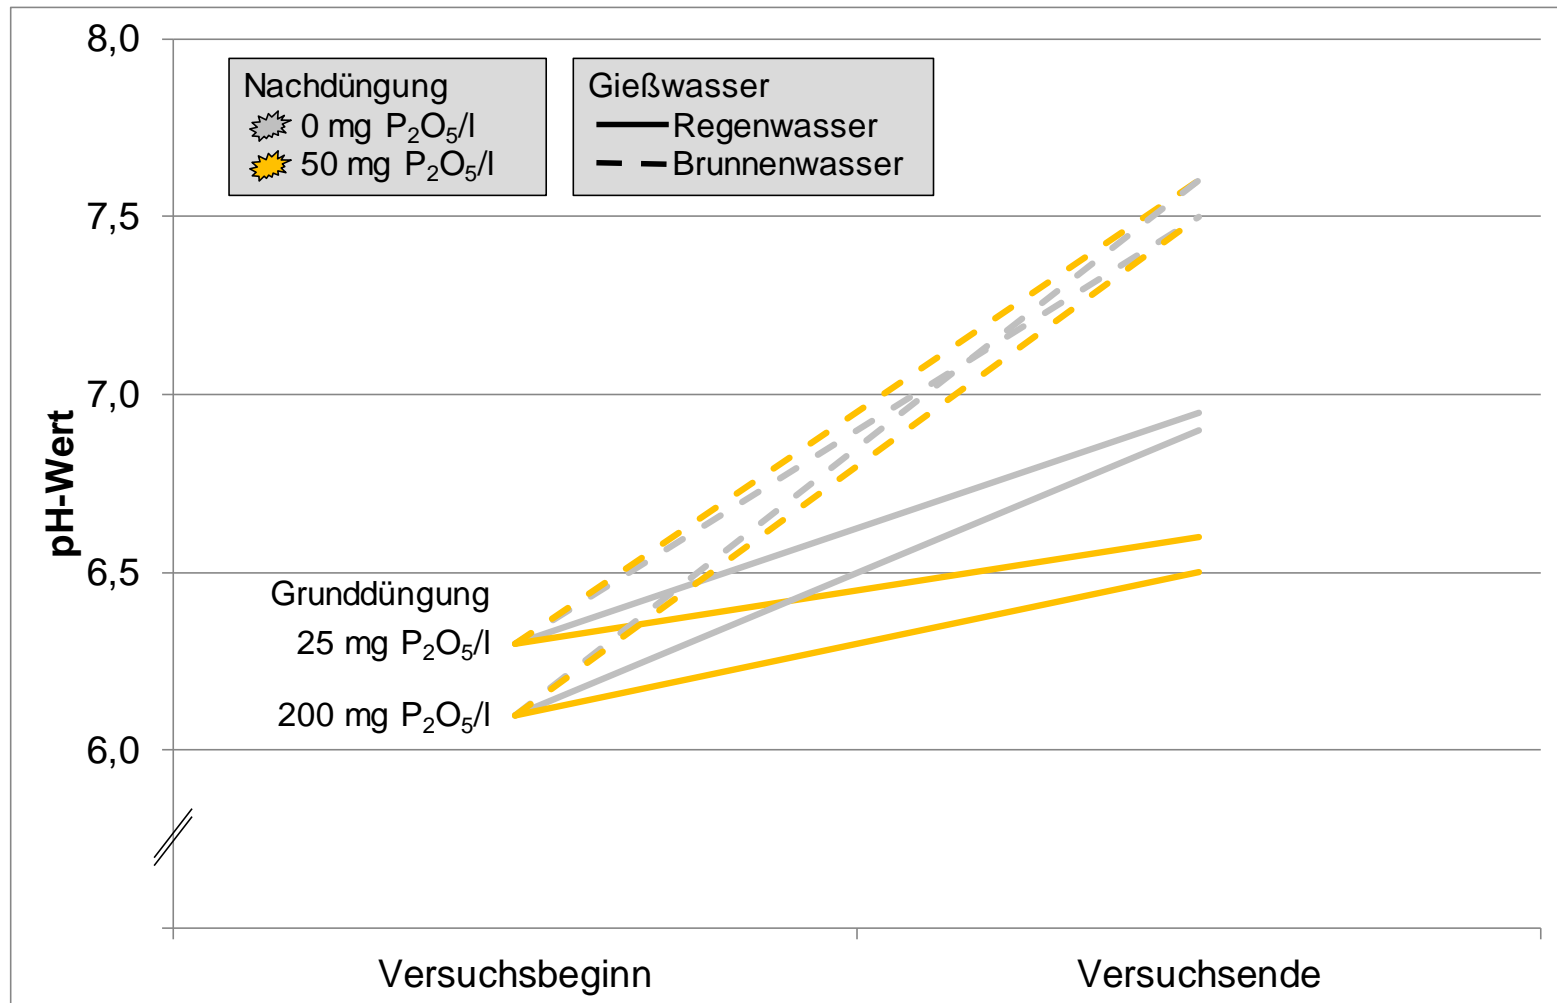 8,0
Nachdüngung
0 mg P₂O₅/l
50 mg P₂O₅/l
Gießwasser
Regenwasser
Brunnenwasser
7,5
7,0
pH-Wert
6,5
Grunddüngung
25 mg P₂O₅/l
200 mg P₂O₅/l
6,0
Versuchsbeginn
Versuchsende